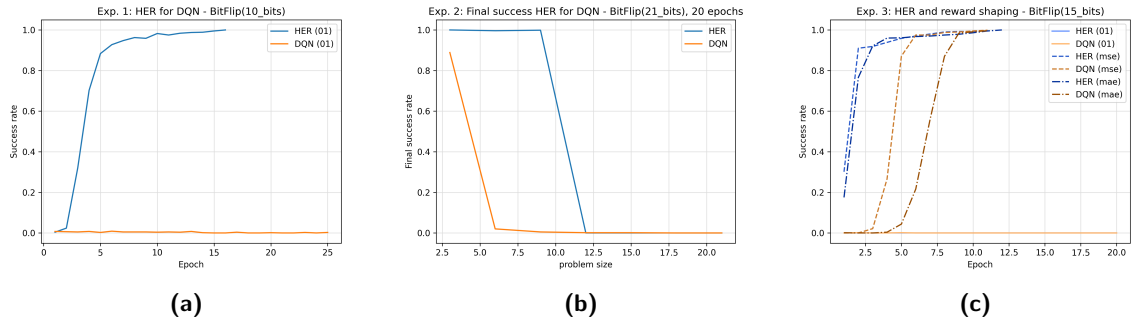 Exp. 1: HER for DQN - BitFlip(10_bits)
1.0
0.8
0.6
0.4
0.2
0.0
Success rate
0
5
10
15
20
25
Epoch
HER (01)
DQN (01)
(a)
Exp. 2: Final success HER for DQN - BitFlip(21_bits), 20 epochs
1.0
0.8
0.6
0.4
0.2
0.0
Final success rate
2.5
5.0
7.5
10.0
12.5
15.0
17.5
20.0
problem size
HER
DQN
(b)
Exp. 3: HER and reward shaping - BitFlip(15_bits)
1.0
0.8
0.6
0.4
0.2
0.0
Success rate
2.5
5.0
7.5
10.0
12.5
15.0
17.5
20.0
Epoch
HER (01)
DQN (01)
HER (mse)
DQN (mse)
HER (mae)
DQN (mae)
(c)